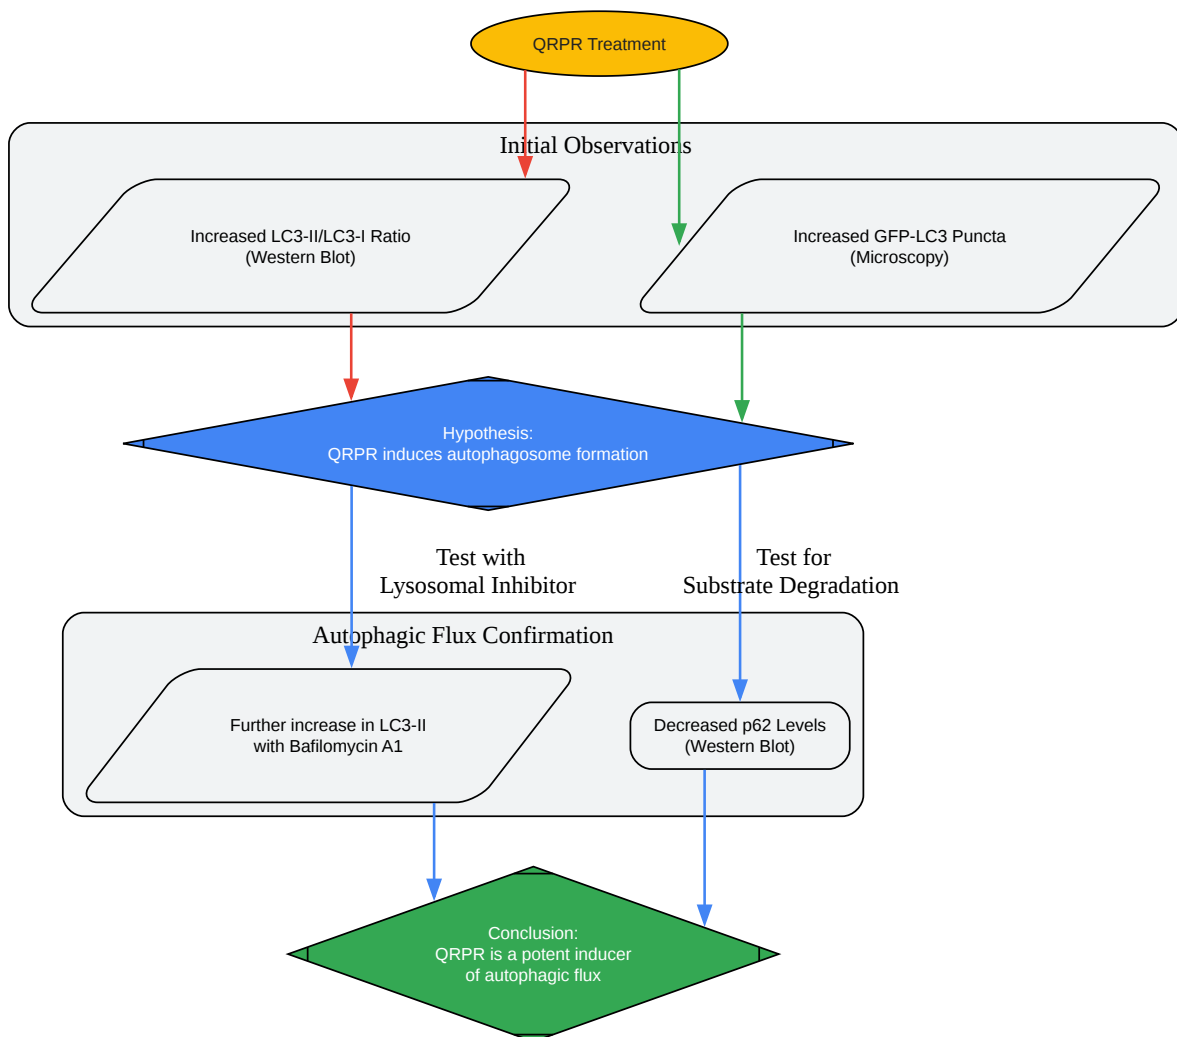 QRPR Treatment
Initial Observations
Increased LC3-II/LC3-I Ratio
(Western Blot)
Increased GFP-LC3 Puncta
(Microscopy)
Hypothesis:
QRPR induces autophagosome formation
Test with
Lysosomal Inhibitor
Test for
Substrate Degradation
Autophagic Flux Confirmation
Further increase in LC3-II
with Bafilomycin A1
Decreased p62 Levels
(Western Blot)
Conclusion:
QRPR is a potent inducer
of autophagic flux